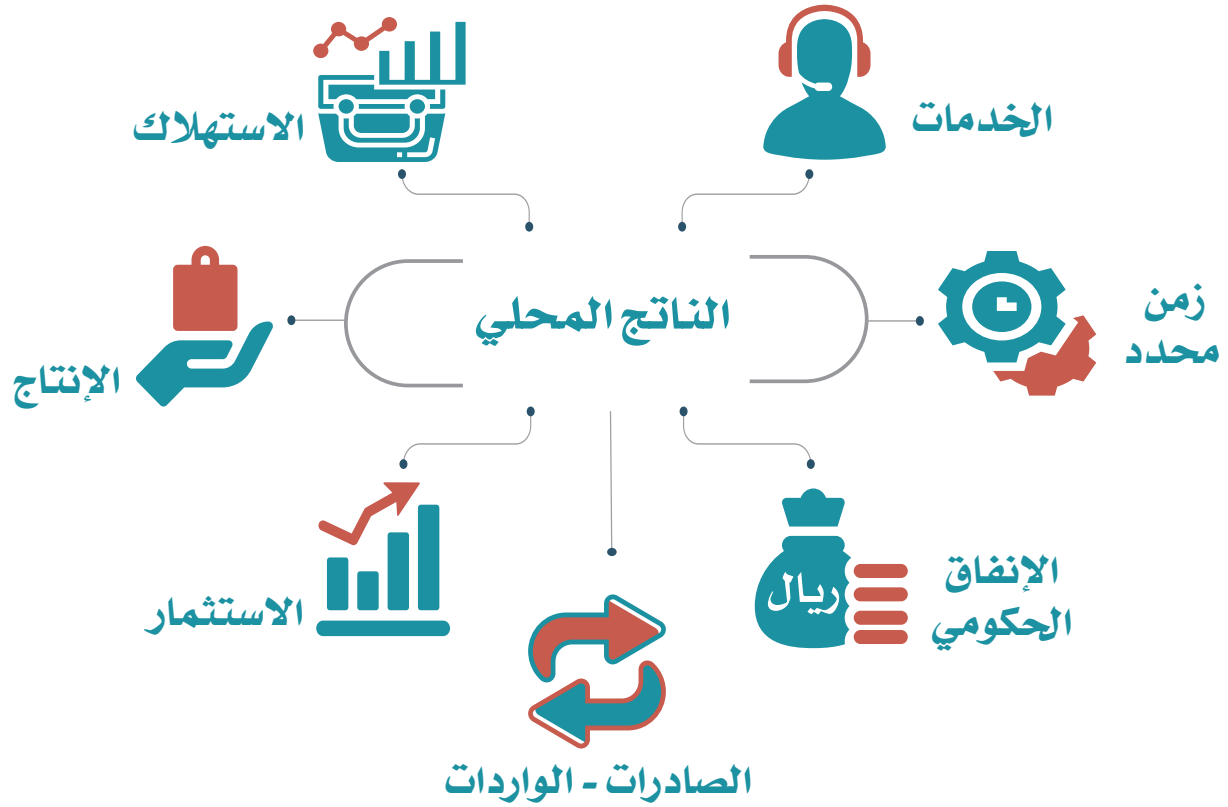 الخدمات
الاستهلاك
زمن
محدد
الناتج المحلي
الإنتاج
الإنفاق
الحكومي
ريال
الاستثمار
الصادرات - الواردات